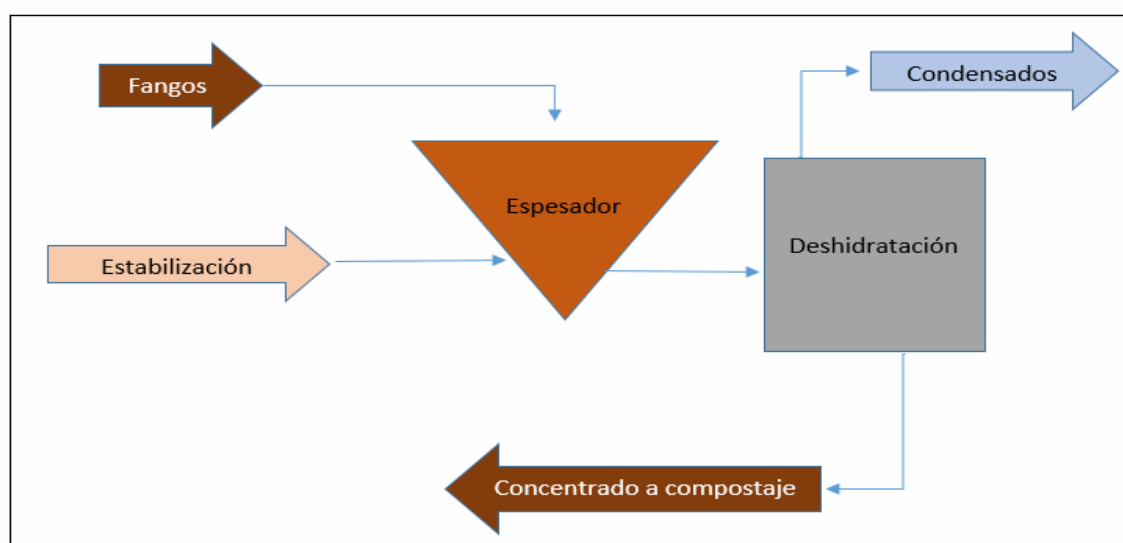 Fangos
Condensados
Espesador
Deshidratación
Estabilización
Concentrado a compostaje